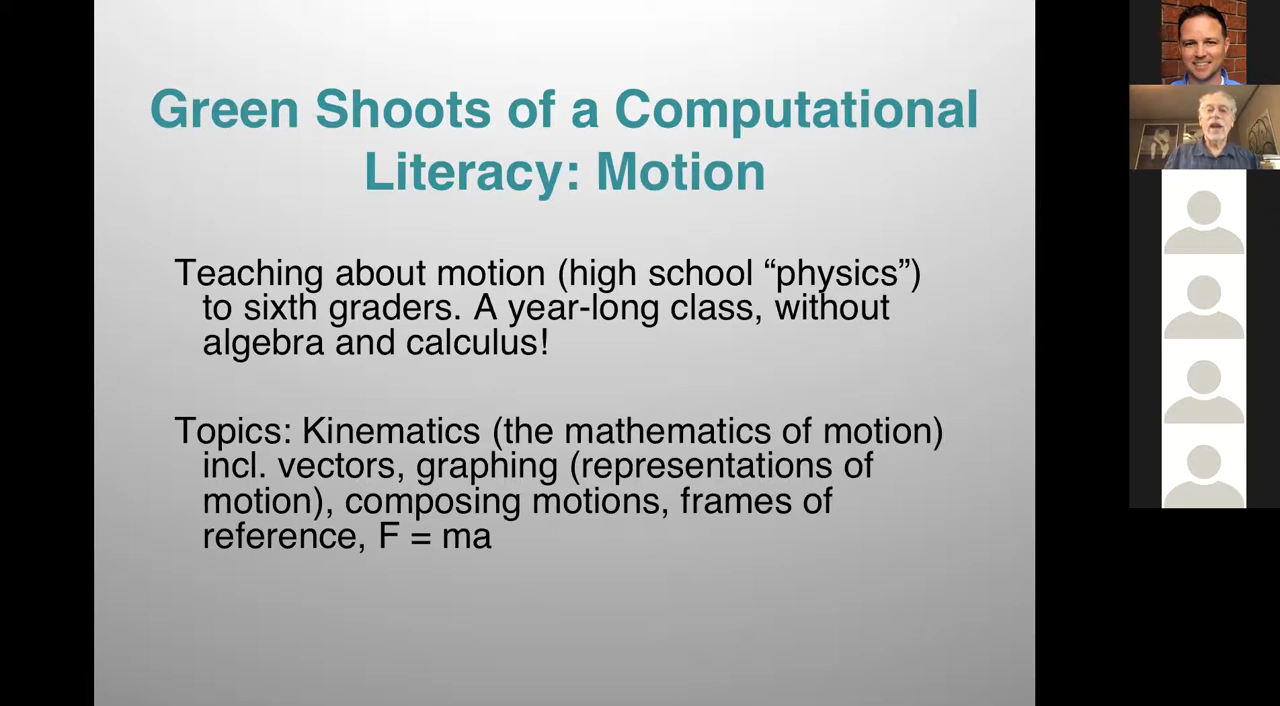 Green Shoots of a Computational
Literacy: Motion
Teaching about motion (high school “physics”)
to sixth graders. A year-long class, without
algebra and calculus!
Topics: Kinematics (the mathematics of motion)
incl. vectors, graphing (representations of
motion), composing motions, frames of
reference, F = ma